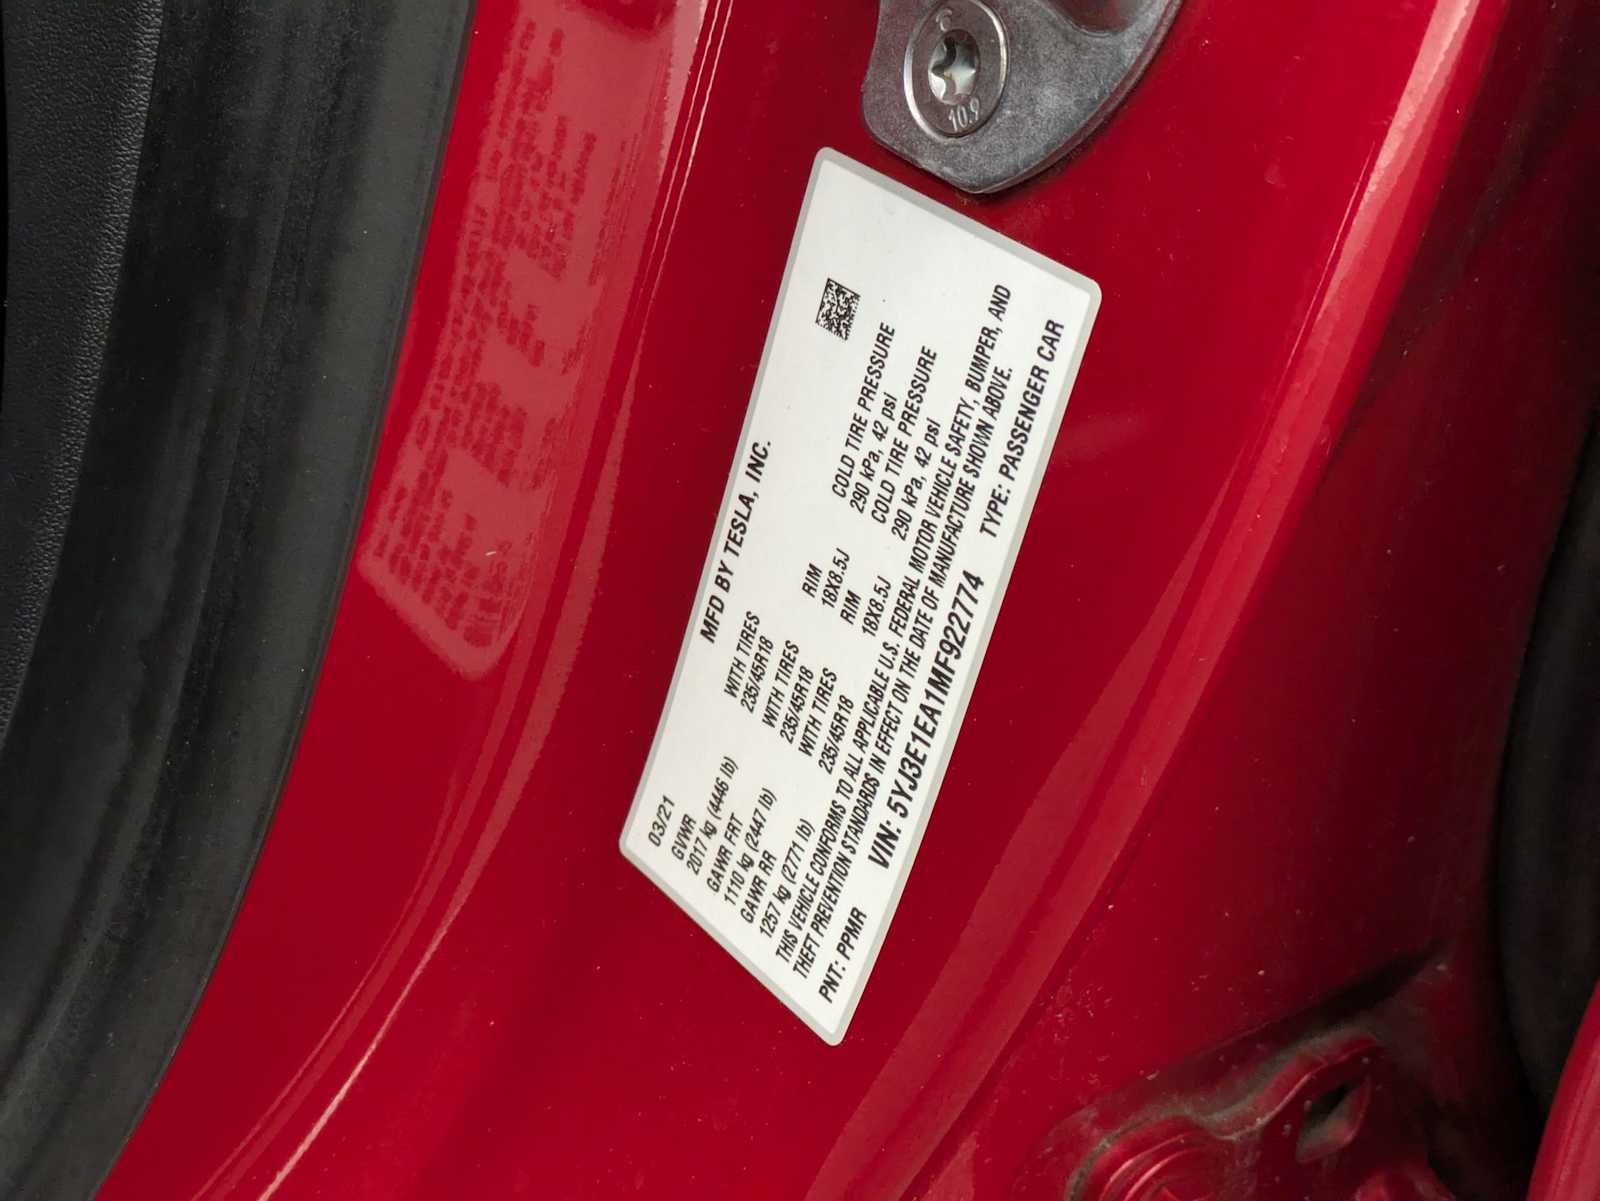 10.9
MFD BY TESLA, INC.
03/21
GVWR WITH TIRES
2017 kg (4446 lb) 235/45R18
GAWR FRT WITH TIRES RIM COLD TIRE PRESSURE
1110 kg (2447 lb) 235/45R18 18X8.5J 290 kPa, 42 psi
GAWR RR WITH TIRES RIM COLD TIRE PRESSURE
1257 kg (2771 lb) 235/45R18 18X8.5J 290 kPa, 42 psi
THIS VEHICLE CONFORMS TO ALL APPLICABLE U.S. FEDERAL MOTOR VEHICLE SAFETY, BUMPER, AND
THEFT PREVENTION STANDARDS IN EFFECT ON THE DATE OF MANUFACTURE SHOWN ABOVE.
PNT: PPMR VIN: 5YJ3E1EA1MF922774 TYPE: PASSENGER CAR